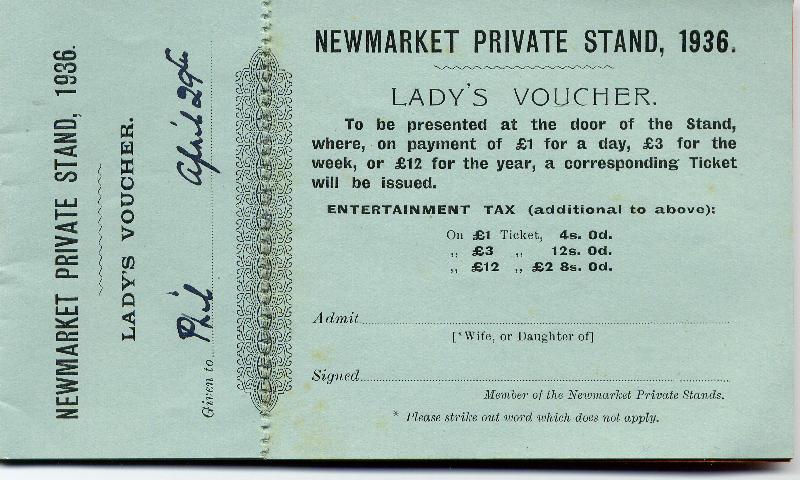 NEWMARKET PRIVATE STAND, 1936.
LADY'S VOUCHER.
Given to Phil April 29th
NEWMARKET PRIVATE STAND, 1936.
LADY'S VOUCHER.
To be presented at the door of the Stand,
where, on payment of £1 for a day, £3 for the
week, or £12 for the year, a corresponding Ticket
will be issued.
ENTERTAINMENT TAX (additional to above):
On £1 Ticket, 4s. 0d.
,, £3 ,, 12s. 0d.
,, £12 ,, £2 8s. 0d.
Admit
[*Wife, or Daughter of]
Signed
Member of the Newmarket Private Stands.
* Please strike out word which does not apply.